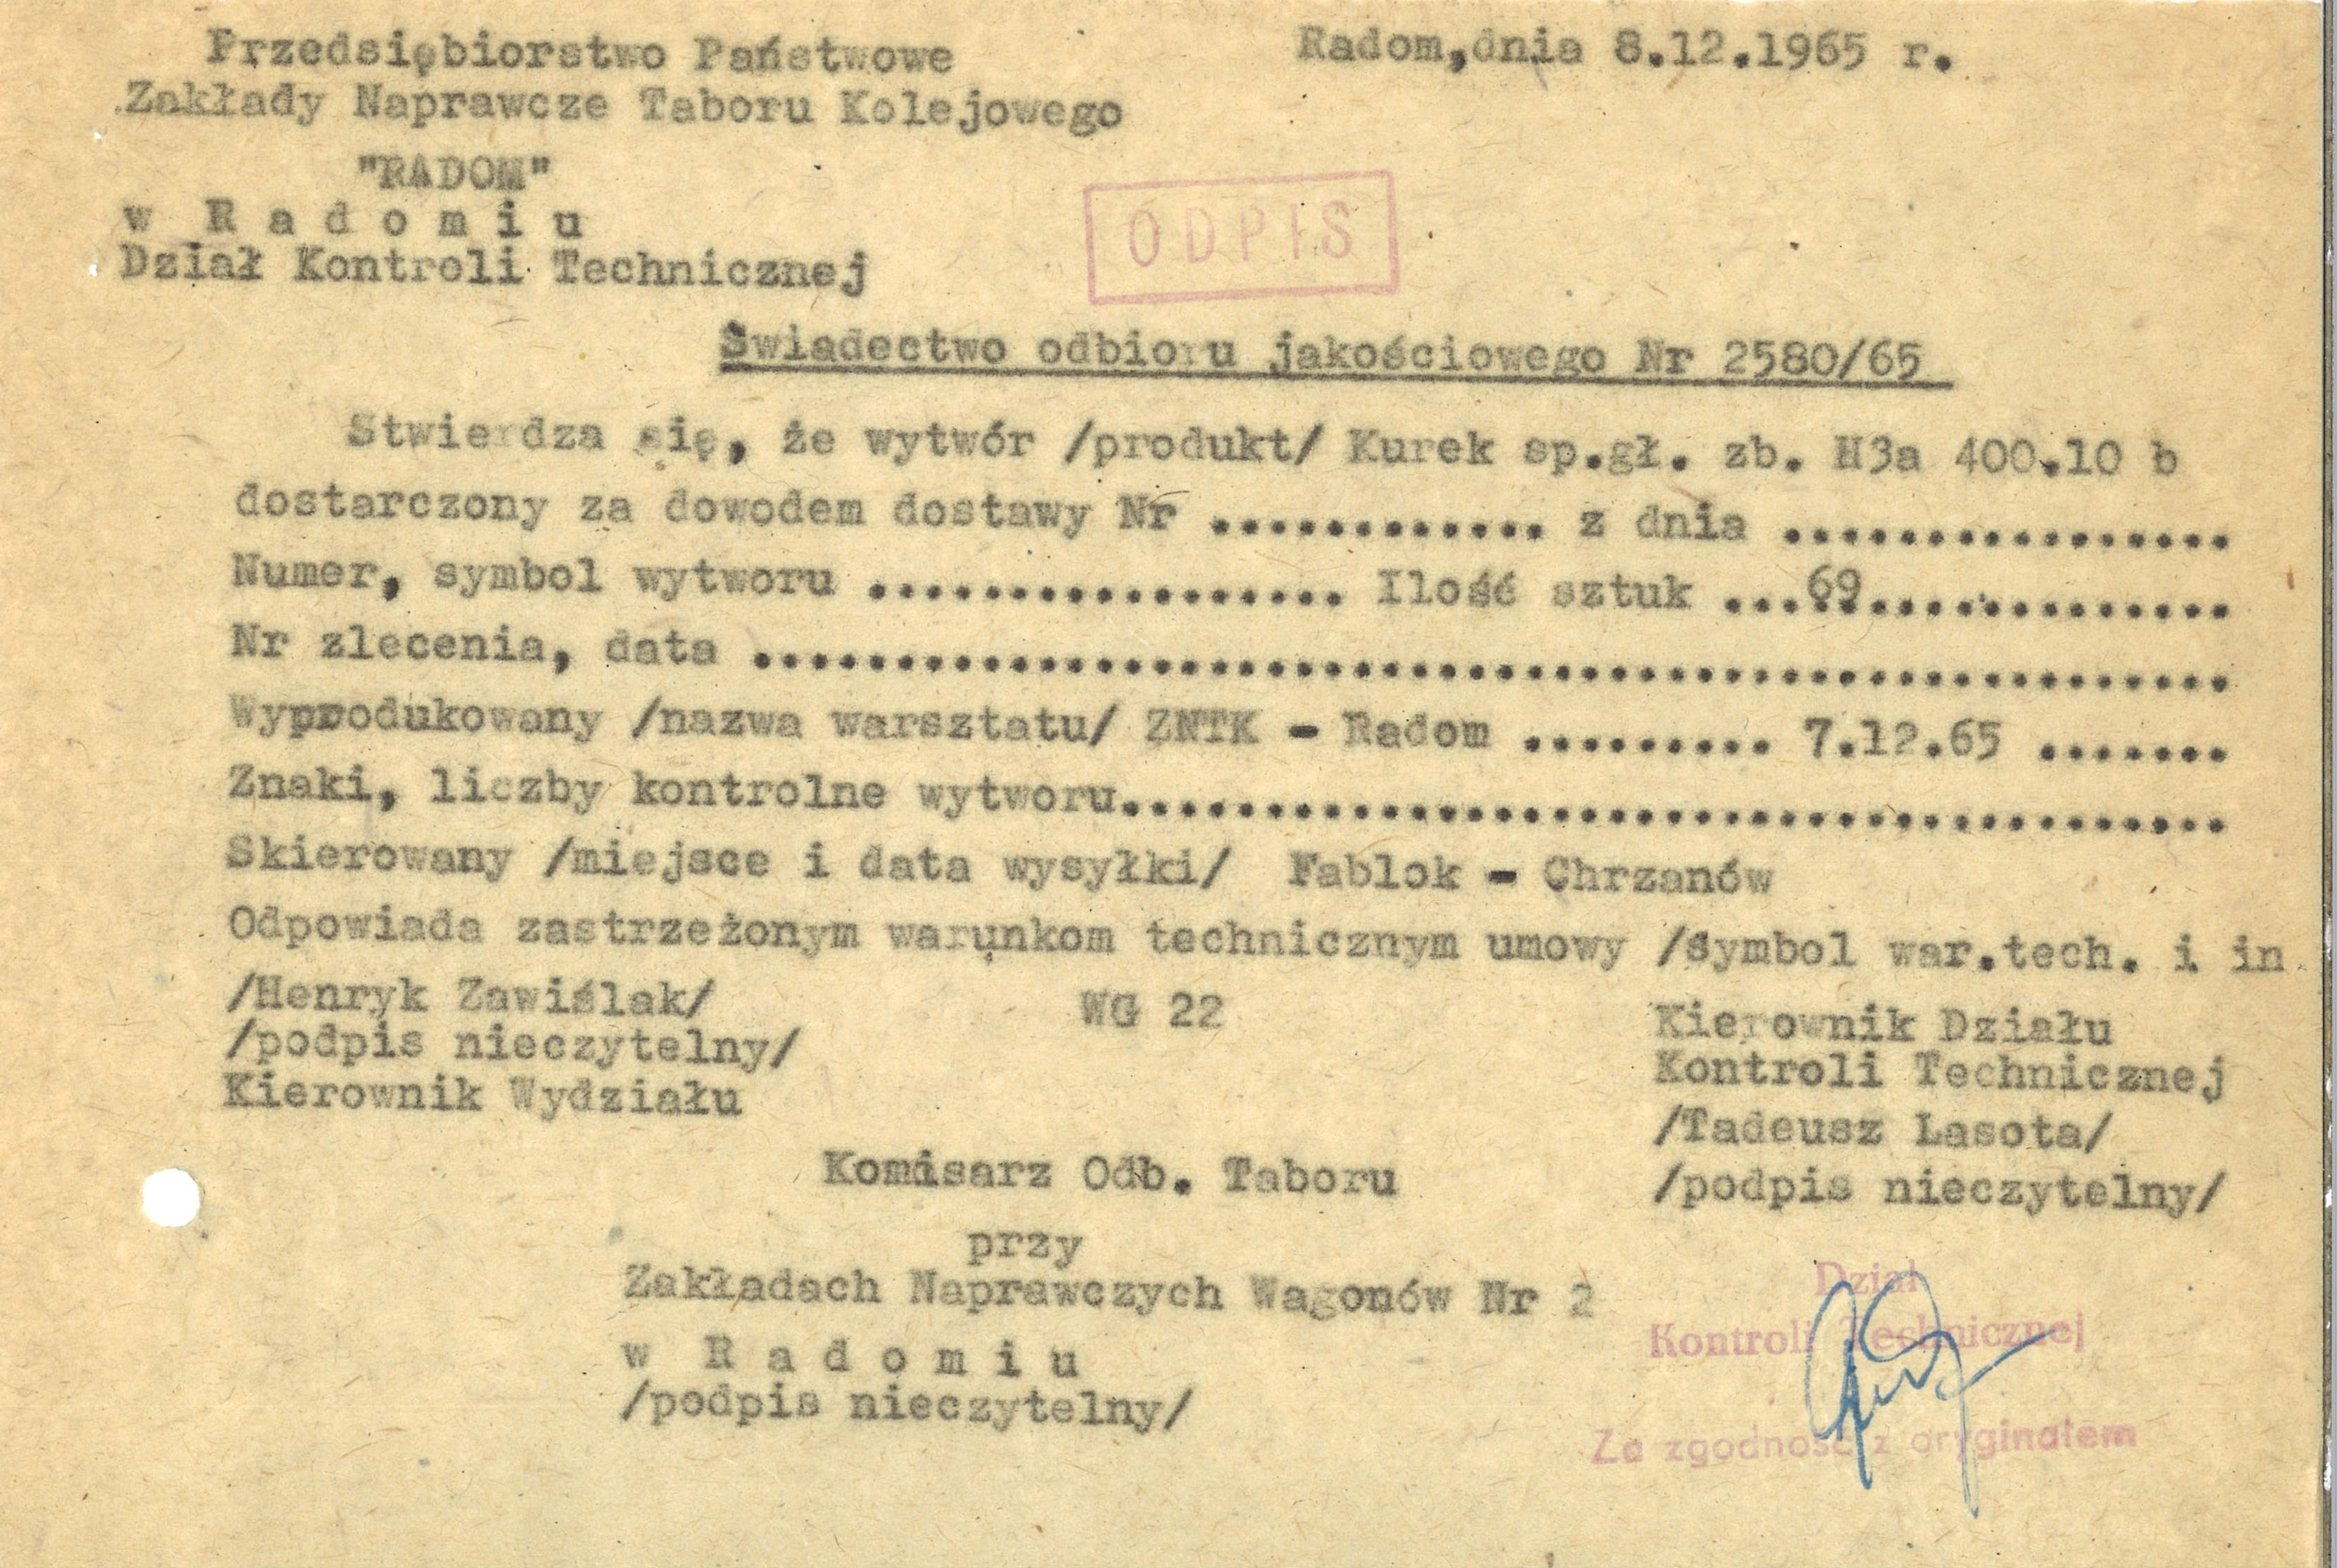 Przedsiębiorstwo Państwowe
Radom,dnia 8.12.1965 r.
Zakłady Naprawcze Taboru Kolejowego
"RADOM"
w R a d o m i u
Dział Kontroli Technicznej
ODPIS
Swiadectwo odbioru jakościowego Nr 2580/65
Stwierdza się, że wytwór /produkt/ Kurek sp.gł. zb. H3a 400.10 b
dostarczony za dowodem dostawy Nr ............ z dnia ................
Numer, symbol wytworu ................. Ilość sztuk ...69.............
Nr zlecenia, data ....................................................
Wyprodukowany /nazwa warsztatu/ ZNTK - Radom ......... 7.12.65 .......
Znaki, liczby kontrolne wytworu.......................................
Skierowany /miejsce i data wysyłki/ Fablok - Chrzanów
Odpowiada zastrzeżonym warunkom technicznym umowy /Symbol war.tech. i in.
/Henryk Zawiślak/
WG 22
/podpis nieczytelny/
Kierownik Wydziału
Kierownik Działu
Kontroli Technicznej
/Tadeusz Lasota/
/podpis nieczytelny/
Komisarz Odb. Taboru
przy
Zakładach Naprawczych Wagonów Nr 2
w R a d o m i u
/podpis nieczytelny/
Dział
Kontroli Technicznej
Za zgodność z oryginałem